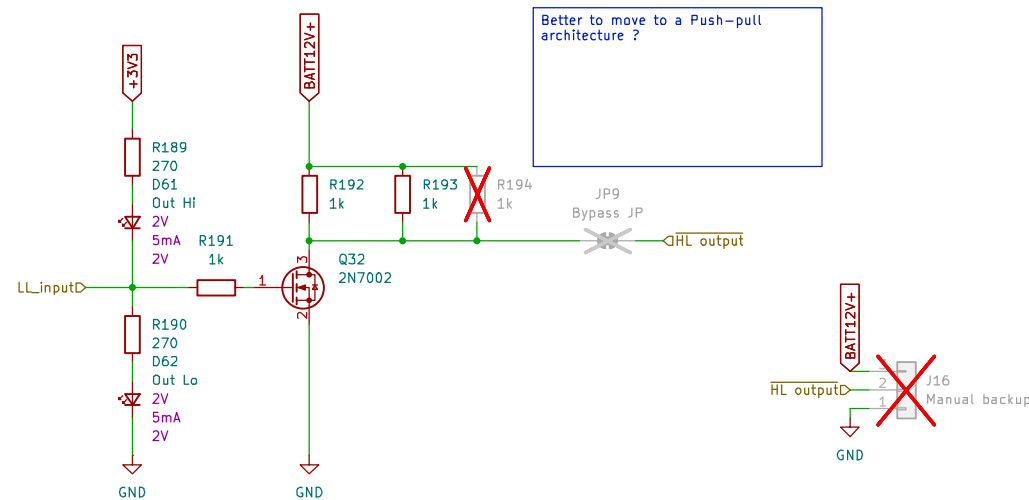 Better to move to a Push-pull
architecture ?
+3V3
BATT12V+
R189
270
D61
Out Hi
2V
5mA
2V
R192
1k
R193
1k
R194
1k
JP9
Bypass JP
HL output
R191
1k
3
Q32
2N7002
1
2
LL_input
R190
270
D62
Out Lo
2V
5mA
2V
GND
GND
BATT12V+
HL output
2
1
J16
Manual backup
GND